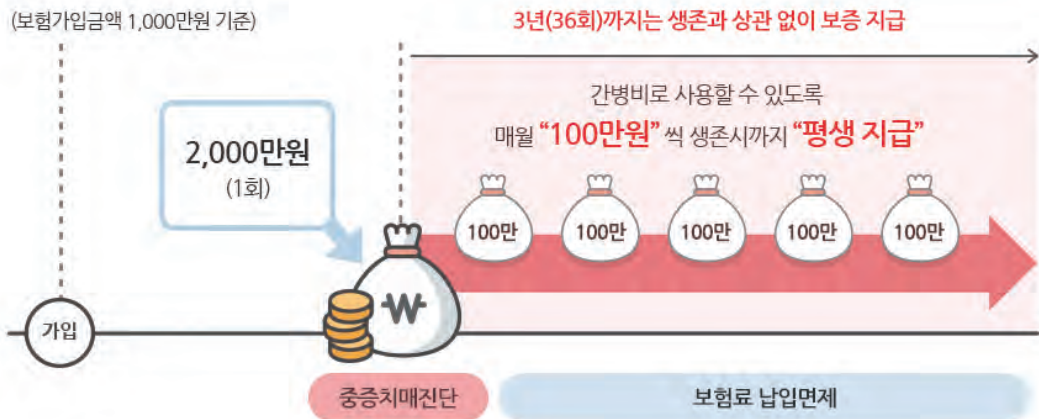 (보험가입금액 1,000만원 기준)
3년(36회)까지는 생존과 상관 없이 보증 지급
간병비로 사용할 수 있도록
매월 “100만원” 씩 생존시까지 “평생 지급”
2,000만원
(1회)
100만 100만 100만 100만 100만
₩
가입
중증치매진단 보험료 납입면제